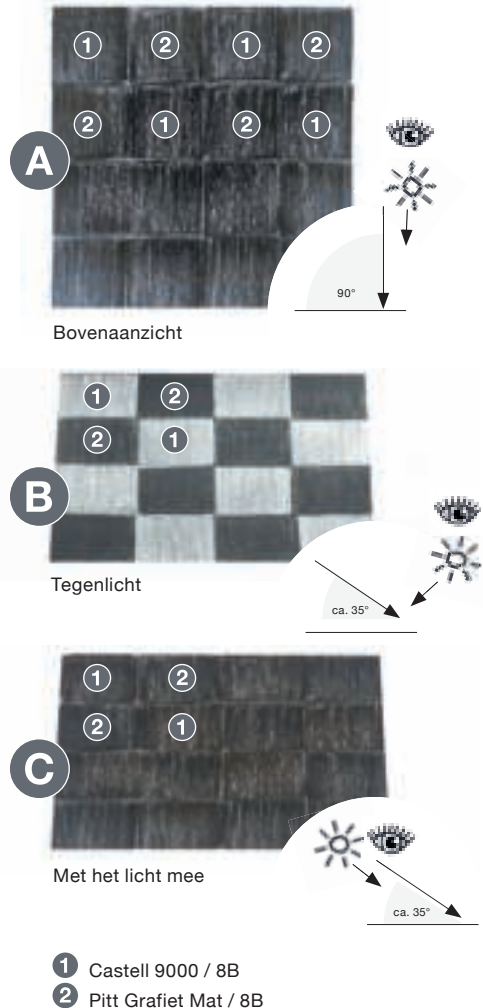 1 2 1 2
2 1 2 1
A
90°
Bovenaanzicht
1 2
2 1
B
ca. 35°
Tegenlicht
1 2
2 1
C
ca. 35°
Met het licht mee
1 Castell 9000 / 8B
2 Pitt Grafiet Mat / 8B